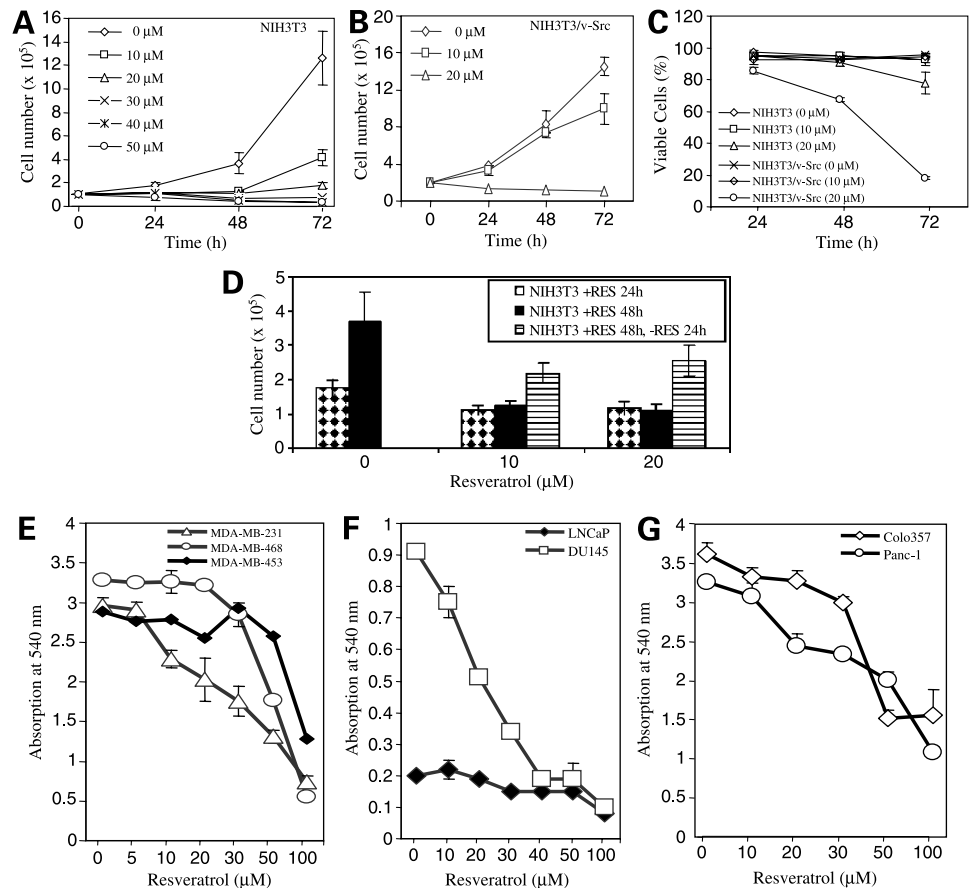 A
NIH3T3
0 µM
10 µM
20 µM
30 µM
40 µM
50 µM
Cell number (x 10⁵)
16
14
12
10
8
6
4
2
0
0 24 48 72
Time (h)
B
NIH3T3/v-Src
0 µM
10 µM
20 µM
Cell number (x 10⁵)
20
16
12
8
4
0
0 24 48 72
Time (h)
C
Viable Cells (%)
120
100
80
60
40
20
0
NIH3T3 (0 µM)
NIH3T3 (10 µM)
NIH3T3 (20 µM)
NIH3T3/v-Src (0 µM)
NIH3T3/v-Src (10 µM)
NIH3T3/v-Src (20 µM)
24 48 72
Time (h)
D
NIH3T3 +RES 24h
NIH3T3 +RES 48h
NIH3T3 +RES 48h, -RES 24h
Cell number (x 10⁵)
5
4
3
2
1
0
0 10 20
Resveratrol (µM)
E
MDA-MB-231
MDA-MB-468
MDA-MB-453
Absorption at 540 nm
4
3.5
3
2.5
2
1.5
1
0.5
0
0 5 10 20 30 50 100
Resveratrol (µM)
F
LNCaP
DU145
Absorption at 540 nm
1
0.9
0.8
0.7
0.6
0.5
0.4
0.3
0.2
0.1
0
0 10 20 30 40 50 100
Resveratrol (µM)
G
Colo357
Panc-1
Absorption at 540 nm
4
3.5
3
2.5
2
1.5
1
0.5
0
0 10 20 30 50 100
Resveratrol (µM)